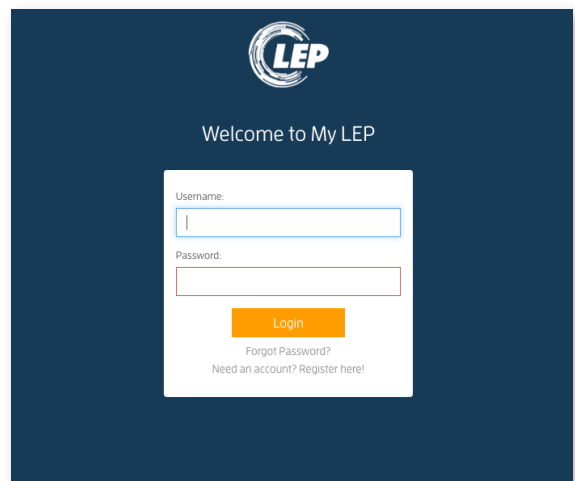 LEP
Welcome to My LEP
Username:
Password:
Login
Forgot Password?
Need an account? Register here!